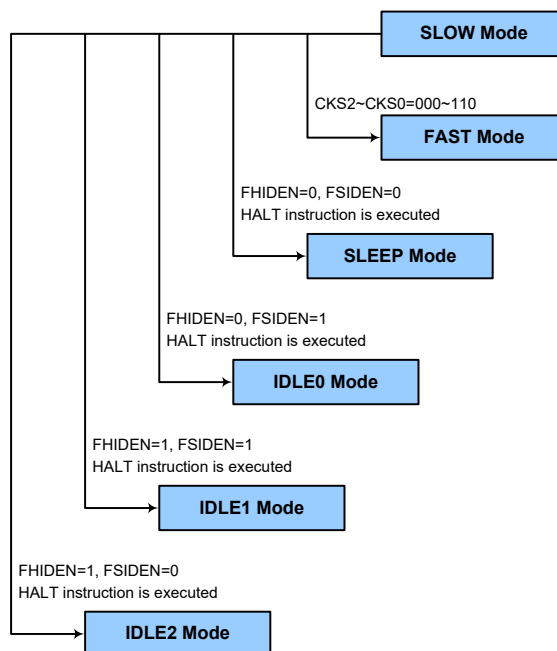 SLOW Mode
CKS2~CKS0=000~110
FAST Mode
FHIDEN=0, FSIDEN=0
HALT instruction is executed
SLEEP Mode
FHIDEN=0, FSIDEN=1
HALT instruction is executed
IDLE0 Mode
FHIDEN=1, FSIDEN=1
HALT instruction is executed
IDLE1 Mode
FHIDEN=1, FSIDEN=0
HALT instruction is executed
IDLE2 Mode